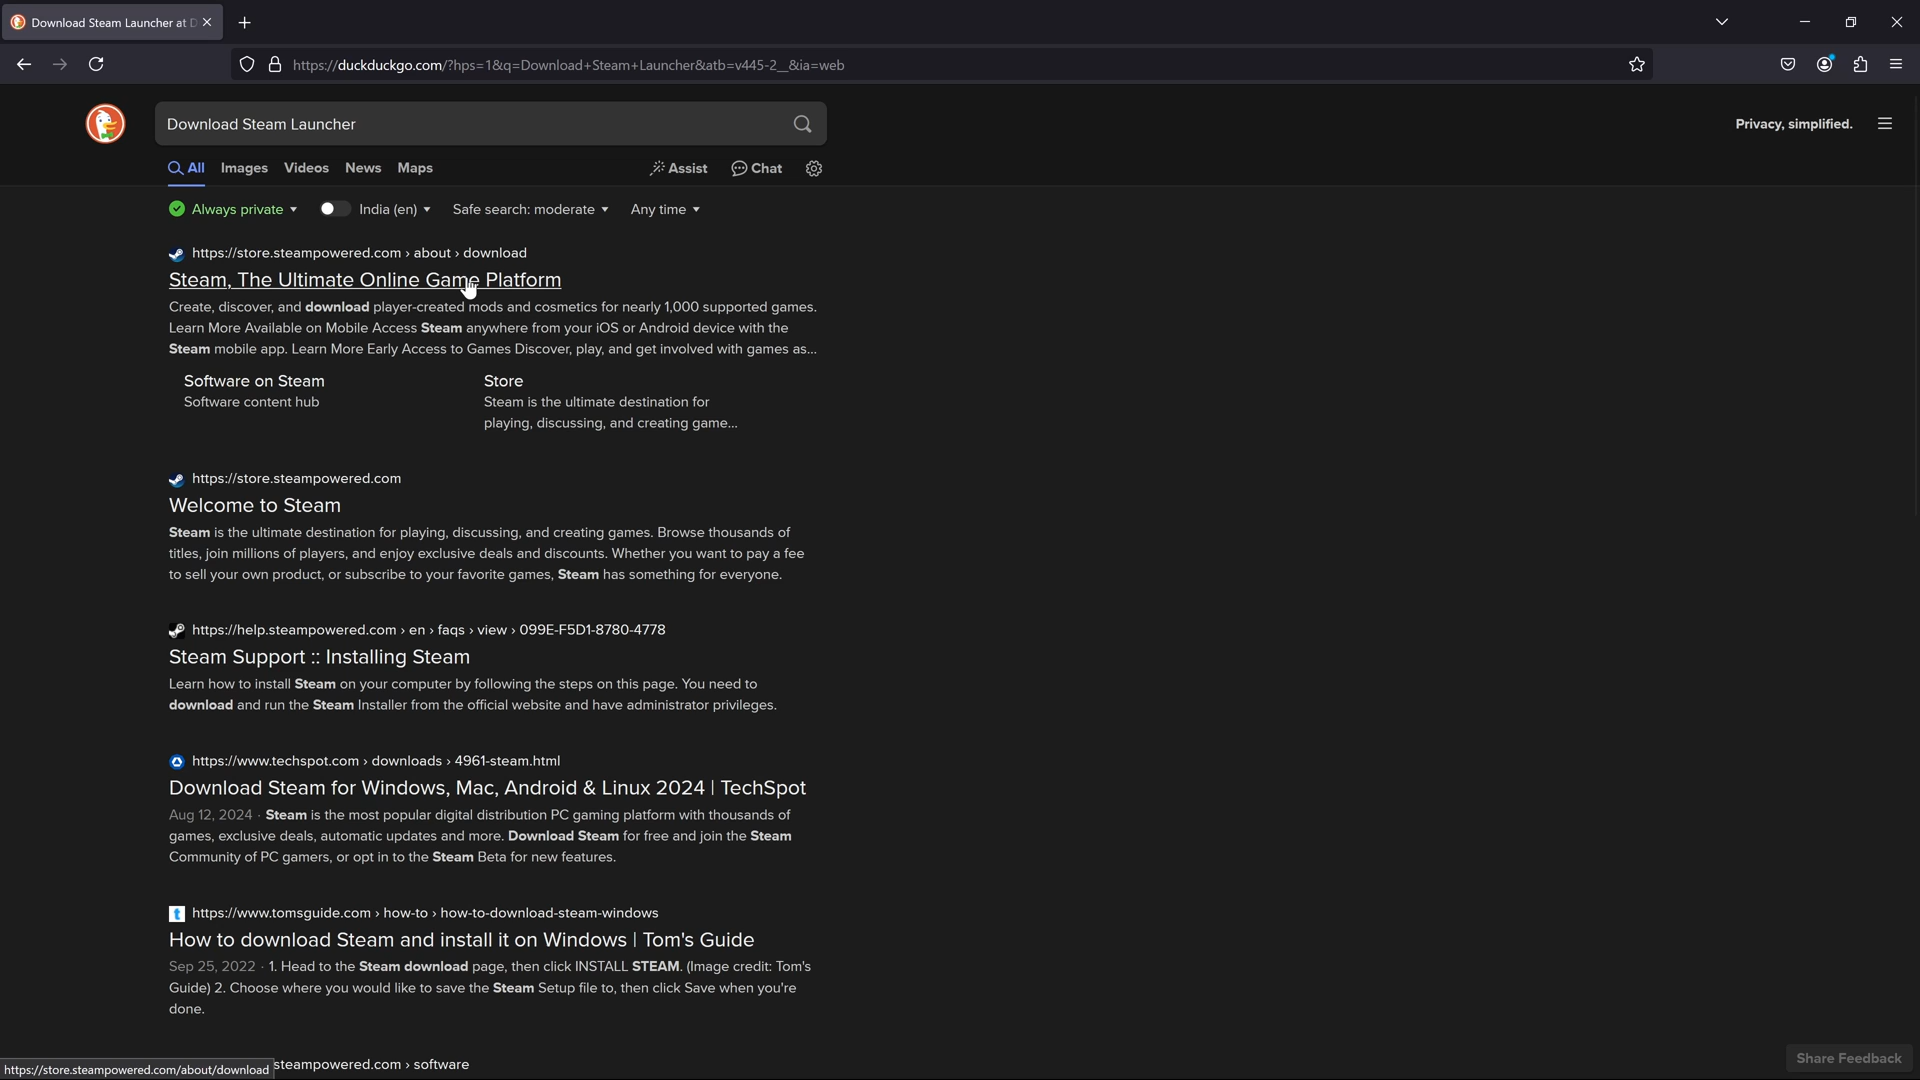 Download Steam Launcher at D
https://duckduckgo.com/?hps=1&q=Download+Steam+Launcher&atb=v445-2__&ia=web
Download Steam Launcher
Privacy, simplified.
All Images Videos News Maps Assist Chat
Always private India (en) Safe search: moderate Any time
https://store.steampowered.com › about › download
Steam, The Ultimate Online Game Platform
Create, discover, and download player-created mods and cosmetics for nearly 1,000 supported games.
Learn More Available on Mobile Access Steam anywhere from your iOS or Android device with the
Steam mobile app. Learn More Early Access to Games Discover, play, and get involved with games as...
Software on Steam
Software content hub
Store
Steam is the ultimate destination for
playing, discussing, and creating game...
https://store.steampowered.com
Welcome to Steam
Steam is the ultimate destination for playing, discussing, and creating games. Browse thousands of
titles, join millions of players, and enjoy exclusive deals and discounts. Whether you want to pay a fee
to sell your own product, or subscribe to your favorite games, Steam has something for everyone.
https://help.steampowered.com › en › faqs › view › 099E-F5D1-8780-4778
Steam Support :: Installing Steam
Learn how to install Steam on your computer by following the steps on this page. You need to
download and run the Steam Installer from the official website and have administrator privileges.
https://www.techspot.com › downloads › 4961-steam.html
Download Steam for Windows, Mac, Android & Linux 2024 | TechSpot
Aug 12, 2024 · Steam is the most popular digital distribution PC gaming platform with thousands of
games, exclusive deals, automatic updates and more. Download Steam for free and join the Steam
Community of PC gamers, or opt in to the Steam Beta for new features.
https://www.tomsguide.com › how-to › how-to-download-steam-windows
How to download Steam and install it on Windows | Tom's Guide
Sep 25, 2022 · 1. Head to the Steam download page, then click INSTALL STEAM. (Image credit: Tom's
Guide) 2. Choose where you would like to save the Steam Setup file to, then click Save when you're
done.
steampowered.com › software
https://store.steampowered.com/about/download
Share Feedback